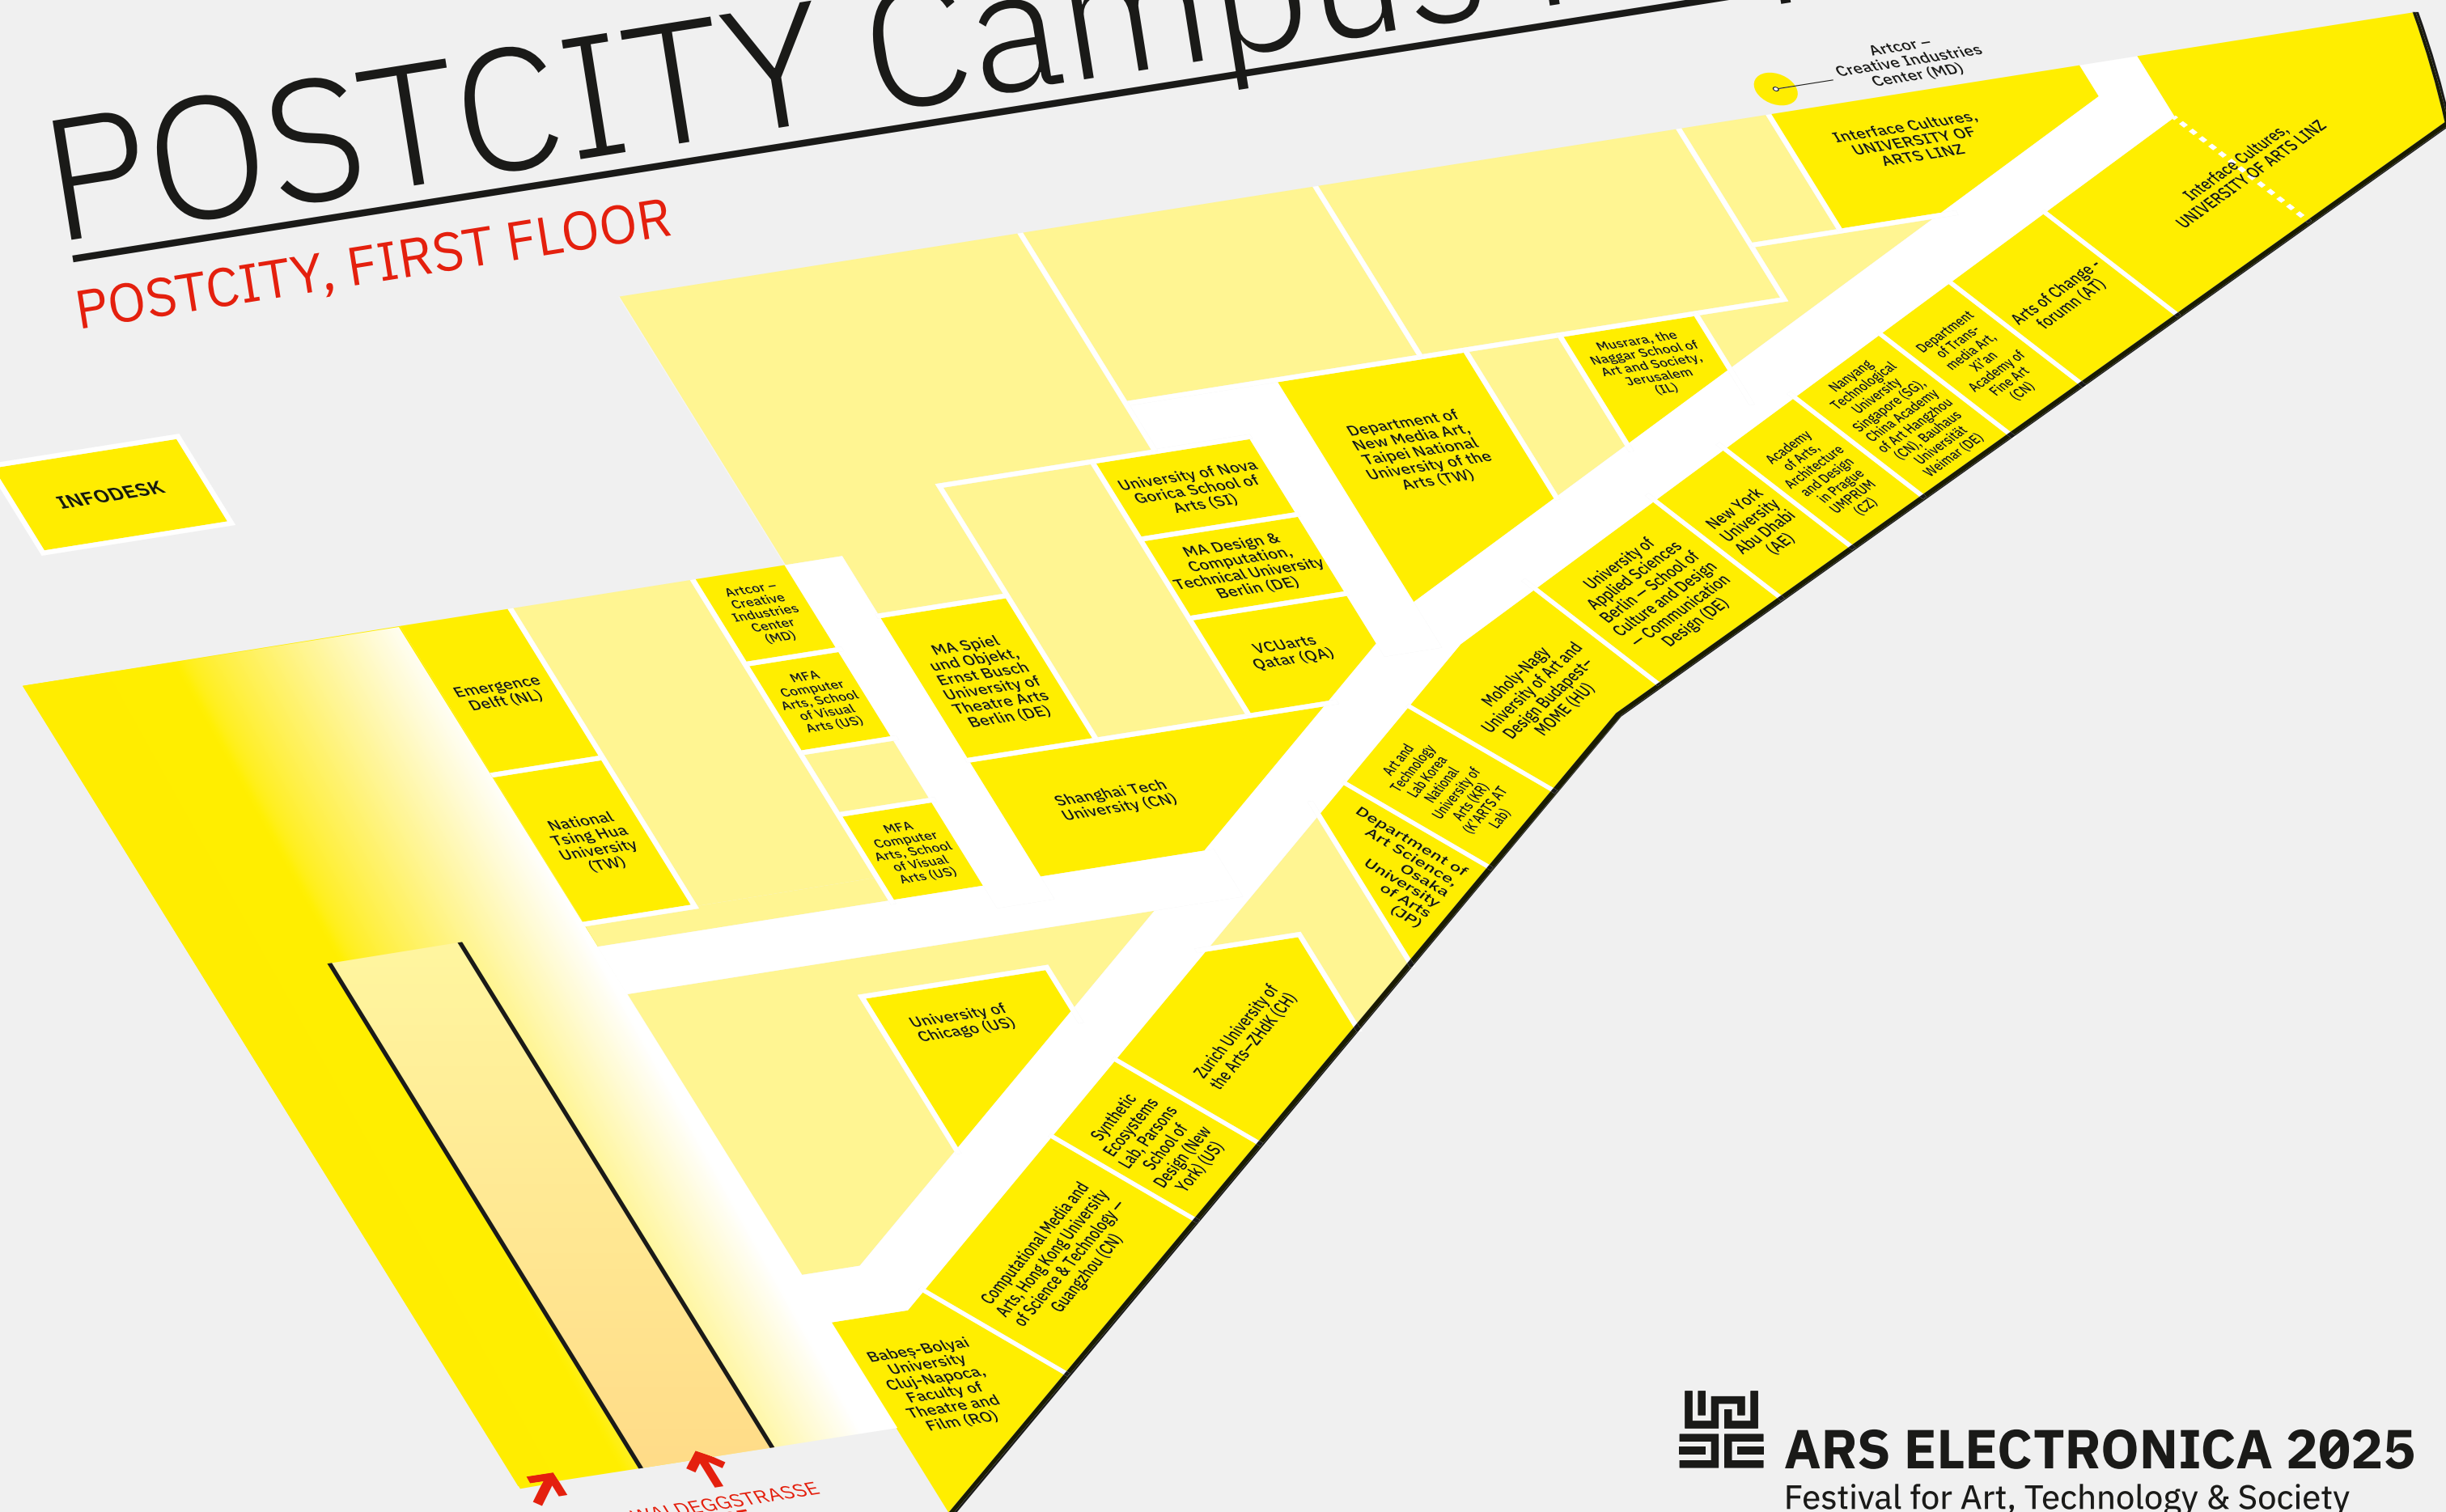 POSTCITY Campus
POSTCITY, FIRST FLOOR
Artcor –
Creative Industries
Center (MD)
Interface Cultures,
UNIVERSITY OF
ARTS LINZ
Interface Cultures,
UNIVERSITY OF ARTS LINZ
Arts of Change -
forumn (AT)
Department
of Trans-
media Art,
Xi'an
Academy of
Fine Art
(CN)
Nanyang
Technological
University
Singapore (SG),
China Academy
of Art Hangzhou
(CN), Bauhaus
Universität
Weimar (DE)
Academy
of Arts,
Architecture
and Design
in Prague
UMPRUM
(CZ)
New York
University
Abu Dhabi
(AE)
University of
Applied Sciences
Berlin – School of
Culture and Design
– Communication
Design (DE)
Musrara, the
Naggar School of
Art and Society,
Jerusalem
(IL)
Department of
New Media Art,
Taipei National
University of the
Arts (TW)
University of Nova
Gorica School of
Arts (SI)
MA Design &
Computation,
Technical University
Berlin (DE)
VCUarts
Qatar (QA)
INFODESK
Artcor –
Creative
Industries
Center
(MD)
MFA
Computer
Arts, School
of Visual
Arts (US)
MA Spiel
und Objekt,
Ernst Busch
University of
Theatre Arts
Berlin (DE)
Emergence
Delft (NL)
National
Tsing Hua
University
(TW)
MFA
Computer
Arts, School
of Visual
Arts (US)
Shanghai Tech
University (CN)
Moholy-Nagy
University of Art and
Design Budapest–
MOME (HU)
Art and
Technology
Lab Korea
National
University of
Arts (KR)
(K'ARTS AT
Lab)
Department of
Art Science,
Osaka
University
of Arts
(JP)
University of
Chicago (US)
Zurich University of
the Arts—ZHdK (CH)
Synthetic
Ecosystems
Lab, Parsons
School of
Design (New
York) (US)
Computational Media and
Arts, Hong Kong University
of Science & Technology –
Guangzhou (CN)
Babeș-Bolyai
University
Cluj-Napoca,
Faculty of
Theatre and
Film (RO)
WALDEGGSTRASSE
ARS ELECTRONICA 2025
Festival for Art, Technology & Society